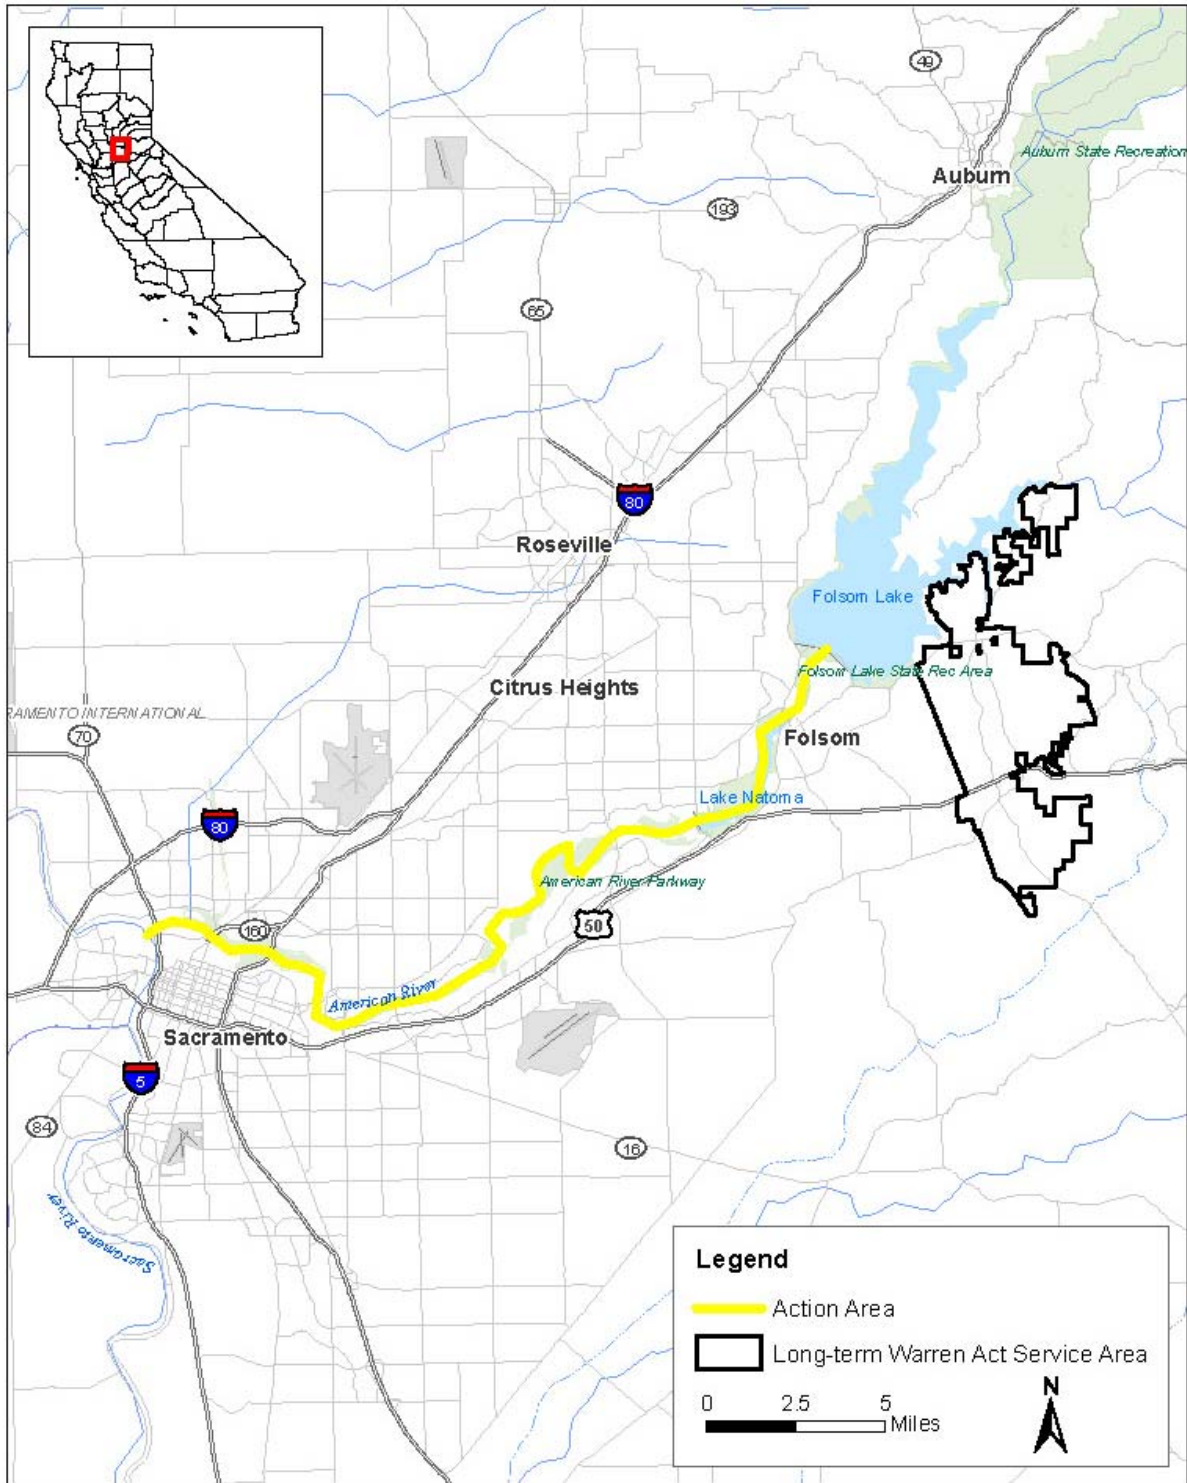 49
Auburn State Recreation
Auburn
193
65
80
Roseville
Folsom Lake
Folsom Lake State Rec Area
Citrus Heights
RAMENTO INTERNATIONAL
70
Folsom
Lake Natoma
80
American River Parkway
50
160
American River
Sacramento
5
84
16
Sacramento River
Legend
Action Area
Long-term Warren Act Service Area
N
0 2.5 5
Miles